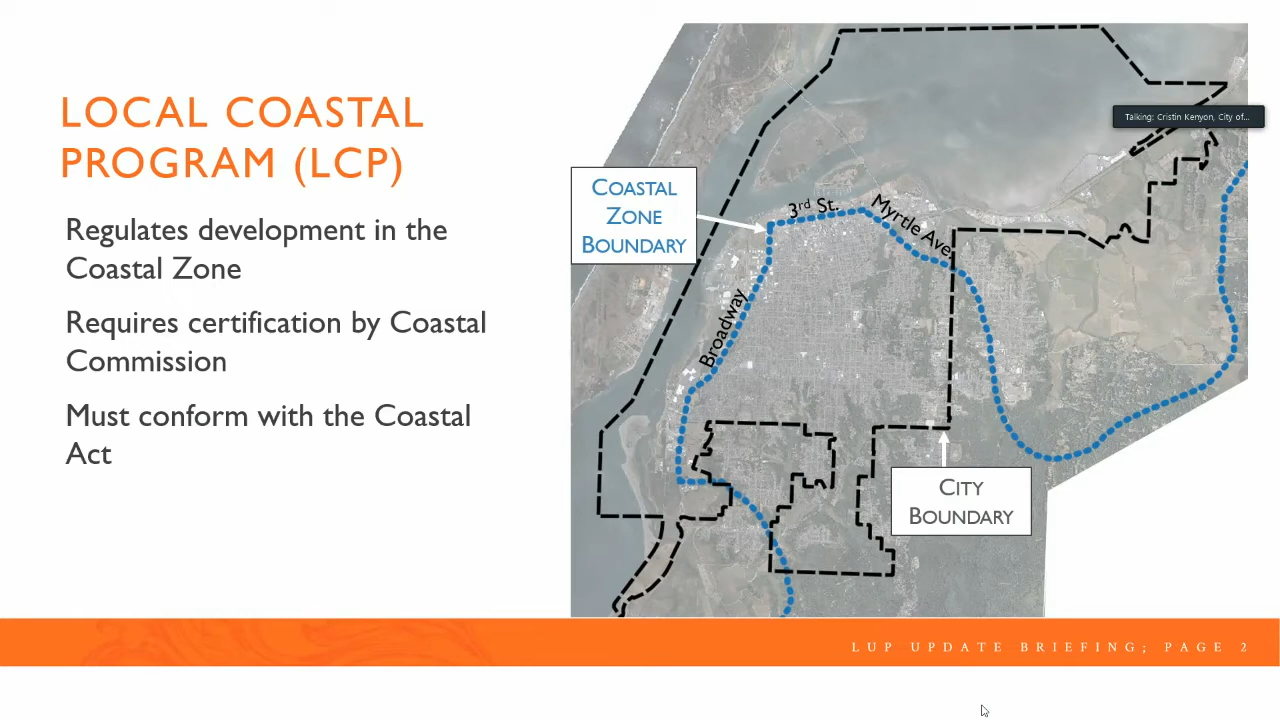 LOCAL COASTAL
PROGRAM (LCP)
Regulates development in the
Coastal Zone
Requires certification by Coastal
Commission
Must conform with the Coastal
Act
COASTAL
ZONE
BOUNDARY
3rd St.
Myrtle Ave.
Broadway
CITY
BOUNDARY
Talking: Cristin Kenyon, City of...
LUP UPDATE BRIEFING; PAGE 2